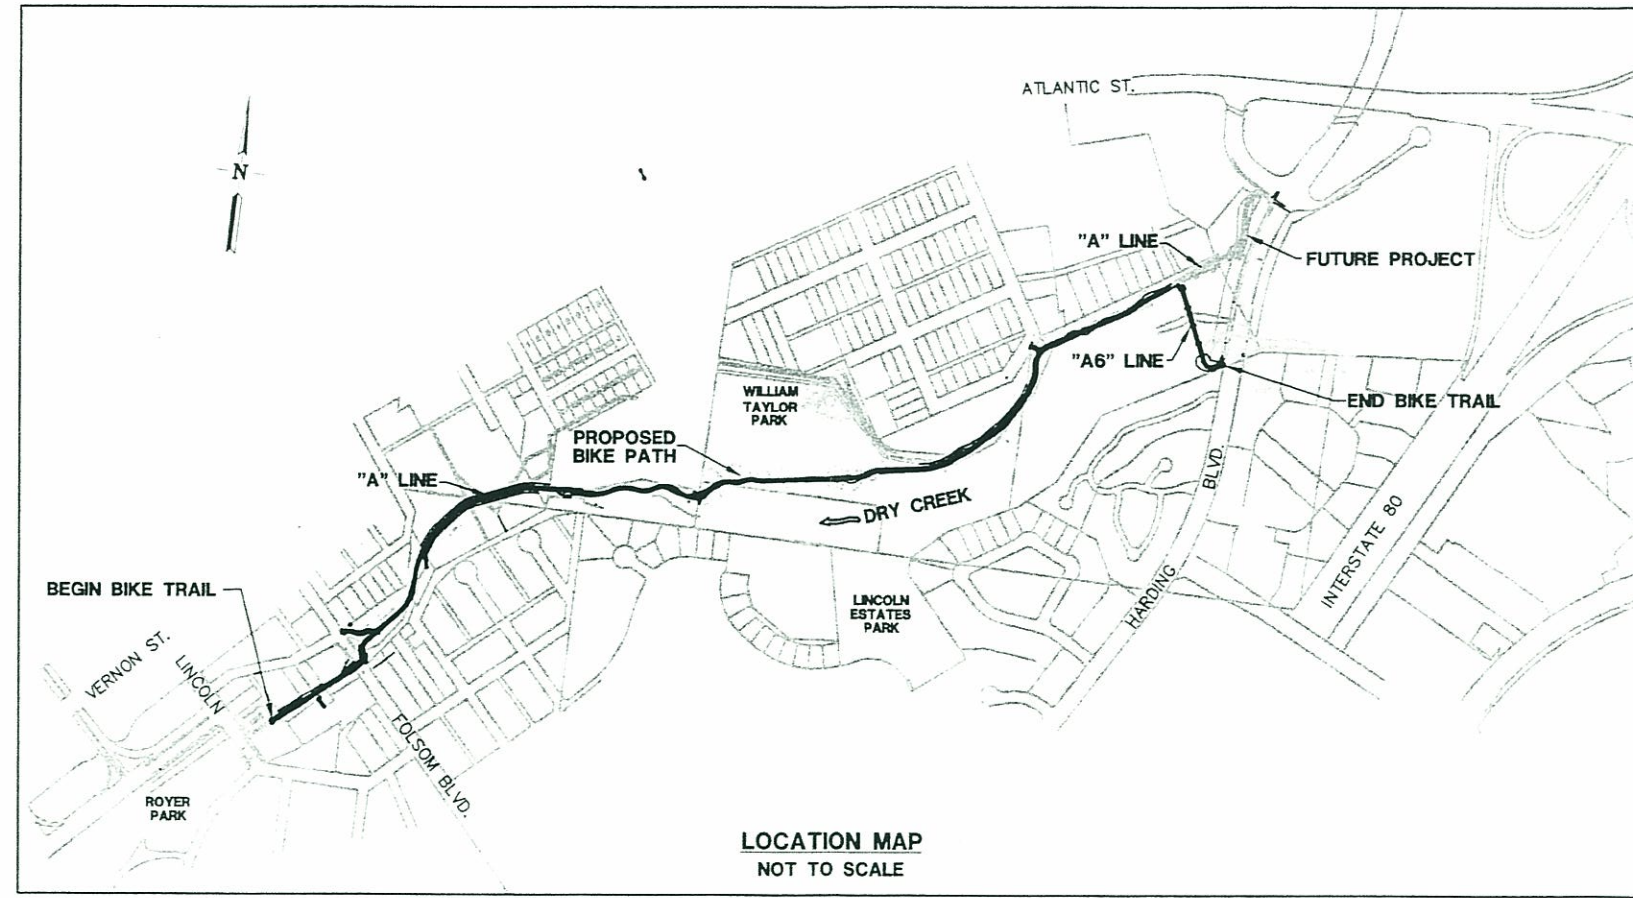 ATLANTIC ST.
N
"A" LINE
FUTURE PROJECT
"A6" LINE
END BIKE TRAIL
WILLIAM
TAYLOR
PARK
PROPOSED
BIKE PATH
"A" LINE
DRY CREEK
HARDING BLVD.
INTERSTATE 80
BEGIN BIKE TRAIL
LINCOLN
ESTATES
PARK
VERNON ST.
LINCOLN
FOLSOM BLVD.
ROYER
PARK
LOCATION MAP
NOT TO SCALE